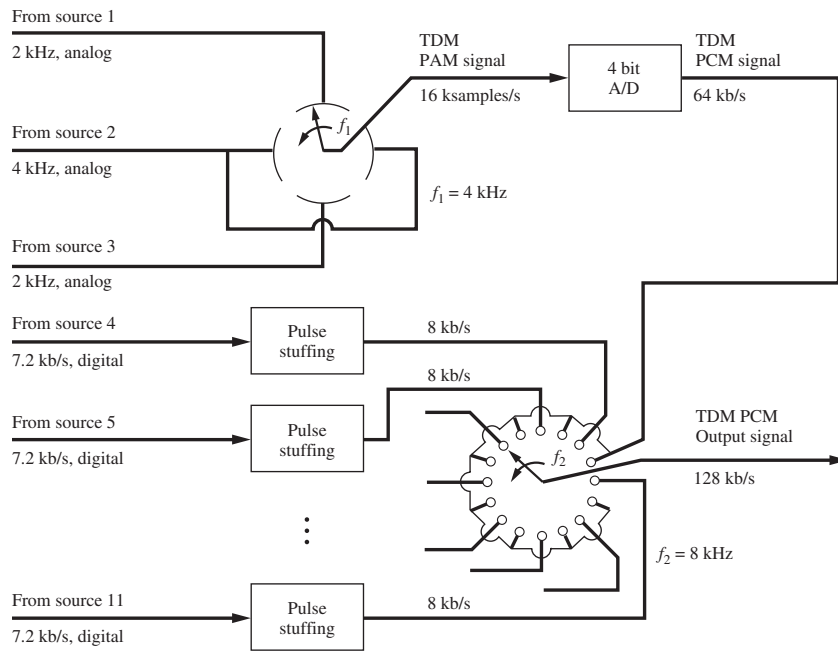 From source 1
2 kHz, analog
TDM
PAM signal
16 ksamples/s
4 bit
A/D
TDM
PCM signal
64 kb/s
f1
From source 2
4 kHz, analog
f1 = 4 kHz
From source 3
2 kHz, analog
From source 4
7.2 kb/s, digital
Pulse
stuffing
8 kb/s
8 kb/s
From source 5
7.2 kb/s, digital
Pulse
stuffing
f2
TDM PCM
Output signal
128 kb/s
f2 = 8 kHz
From source 11
7.2 kb/s, digital
Pulse
stuffing
8 kb/s